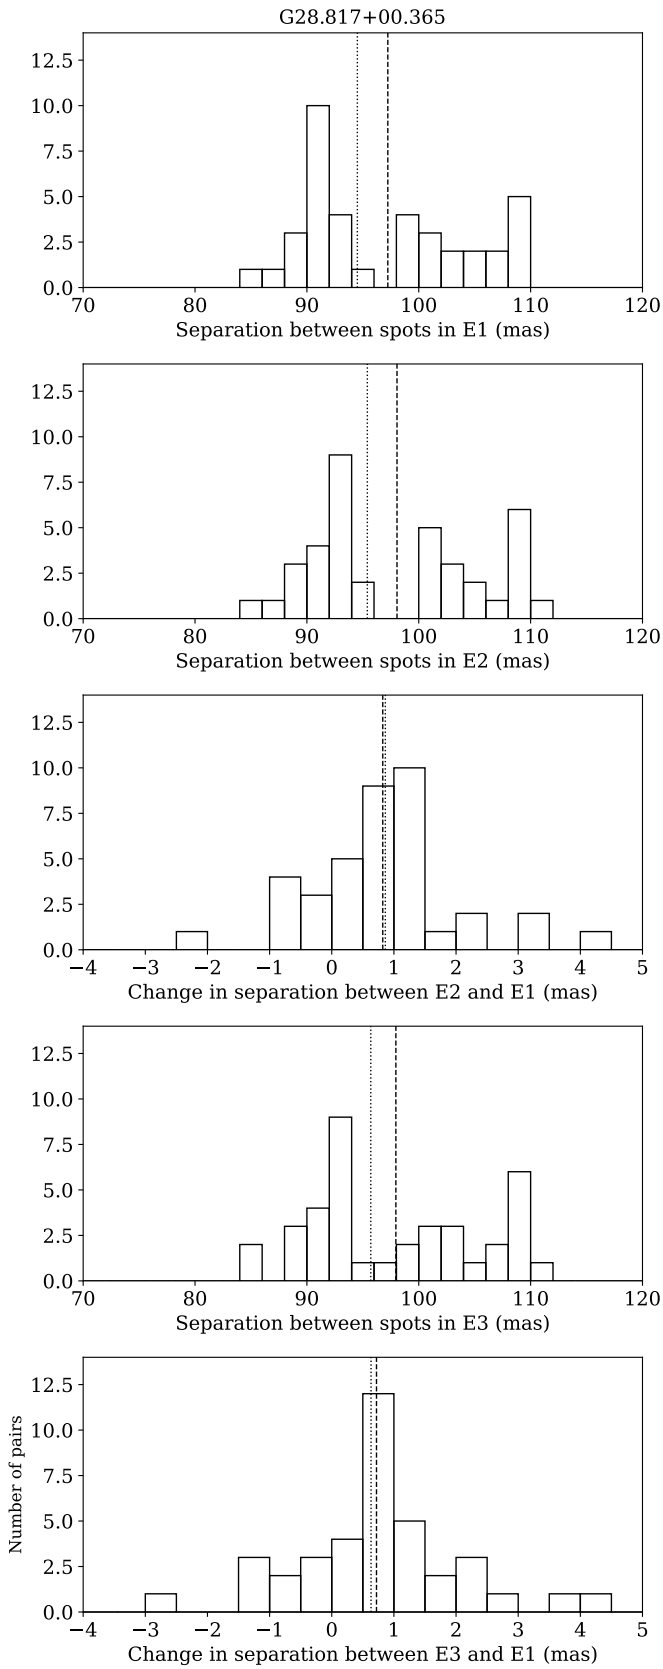 G28.817+00.365
12.5
10.0
7.5
5.0
2.5
0.0
70 80 90 100 110 120
Separation between spots in E1 (mas)
12.5
10.0
7.5
5.0
2.5
0.0
70 80 90 100 110 120
Separation between spots in E2 (mas)
12.5
10.0
7.5
5.0
2.5
0.0
−4 −3 −2 −1 0 1 2 3 4 5
Change in separation between E2 and E1 (mas)
12.5
10.0
7.5
5.0
2.5
0.0
70 80 90 100 110 120
Separation between spots in E3 (mas)
Number of pairs
12.5
10.0
7.5
5.0
2.5
0.0
−4 −3 −2 −1 0 1 2 3 4 5
Change in separation between E3 and E1 (mas)